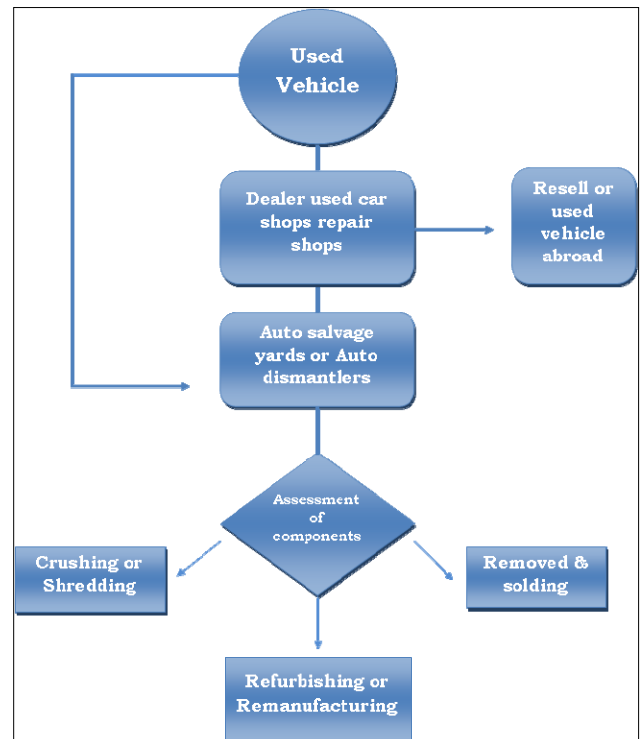 Used
Vehicle
Dealer used car
shops repair
shops
Resell or
used
vehicle
abroad
Auto salvage
yards or Auto
dismantlers
Assessment
of
components
Crushing or
Shredding
Removed &
solding
Refurbishing or
Remanufacturing